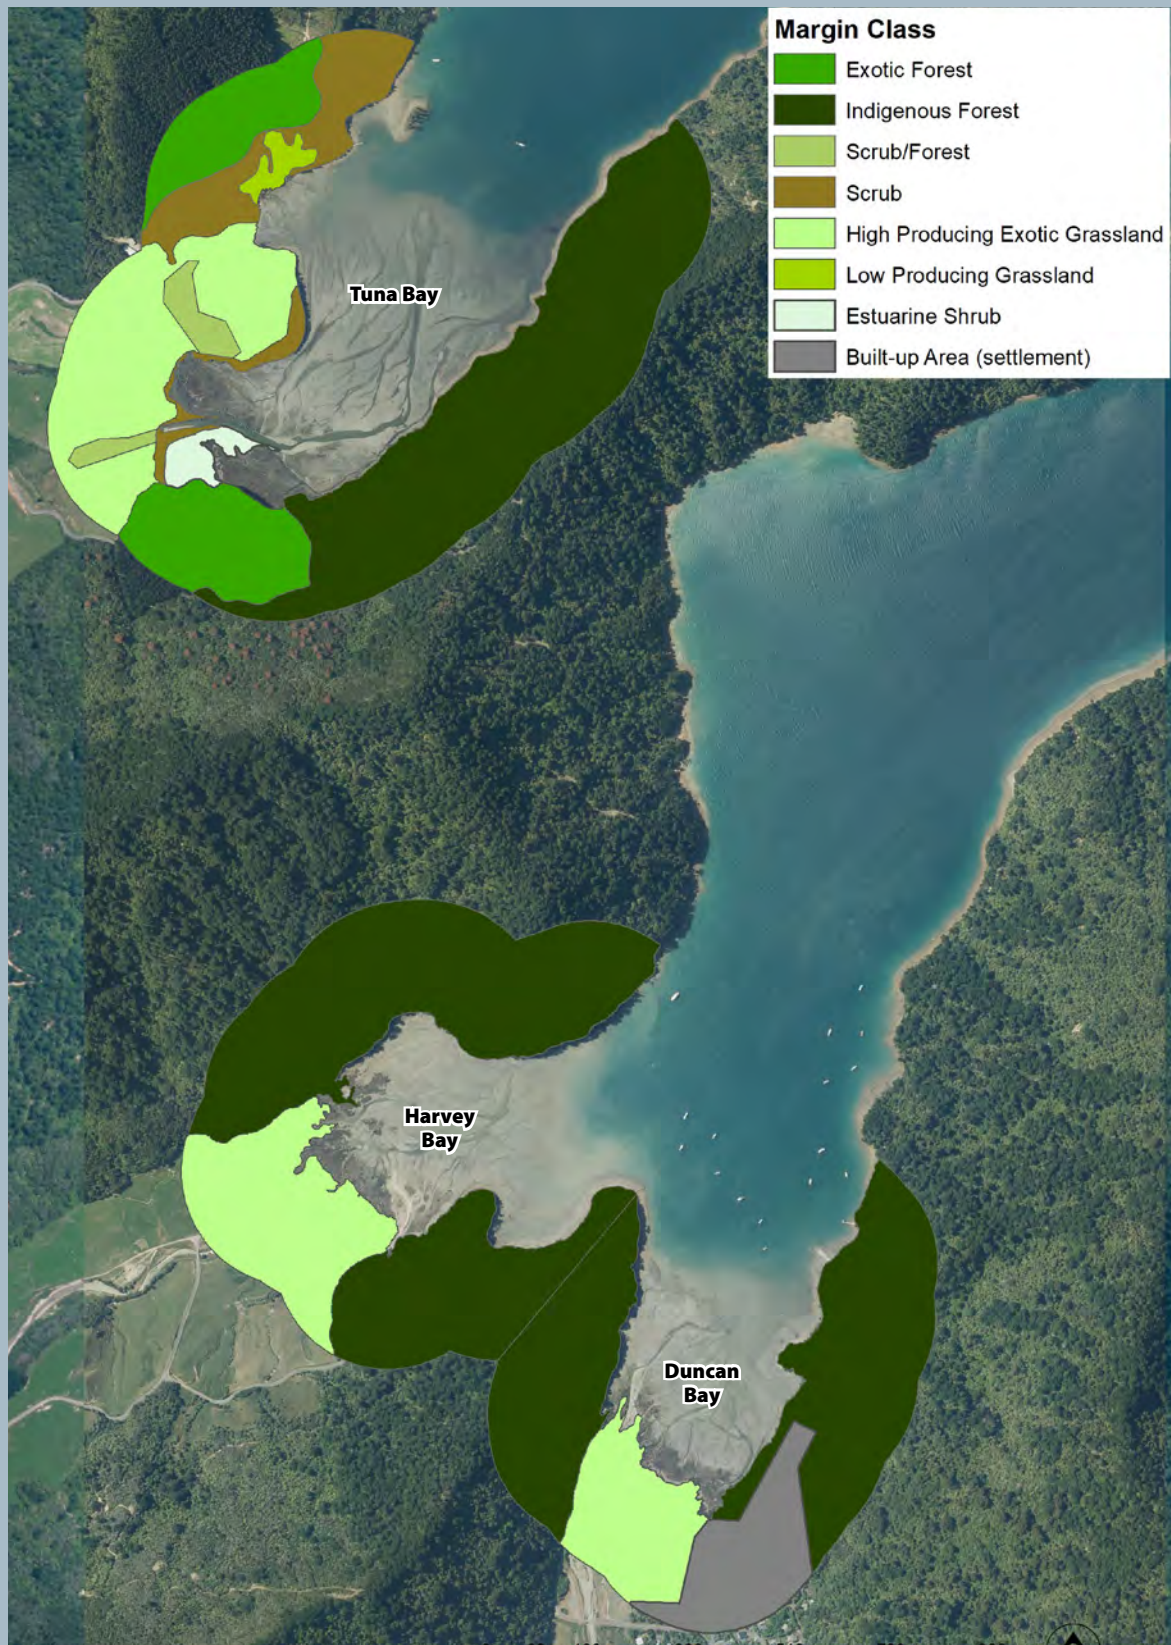 Margin Class
Exotic Forest
Indigenous Forest
Scrub/Forest
Scrub
High Producing Exotic Grassland
Low Producing Grassland
Estuarine Shrub
Built-up Area (settlement)
Tuna Bay
Harvey
Bay
Duncan
Bay